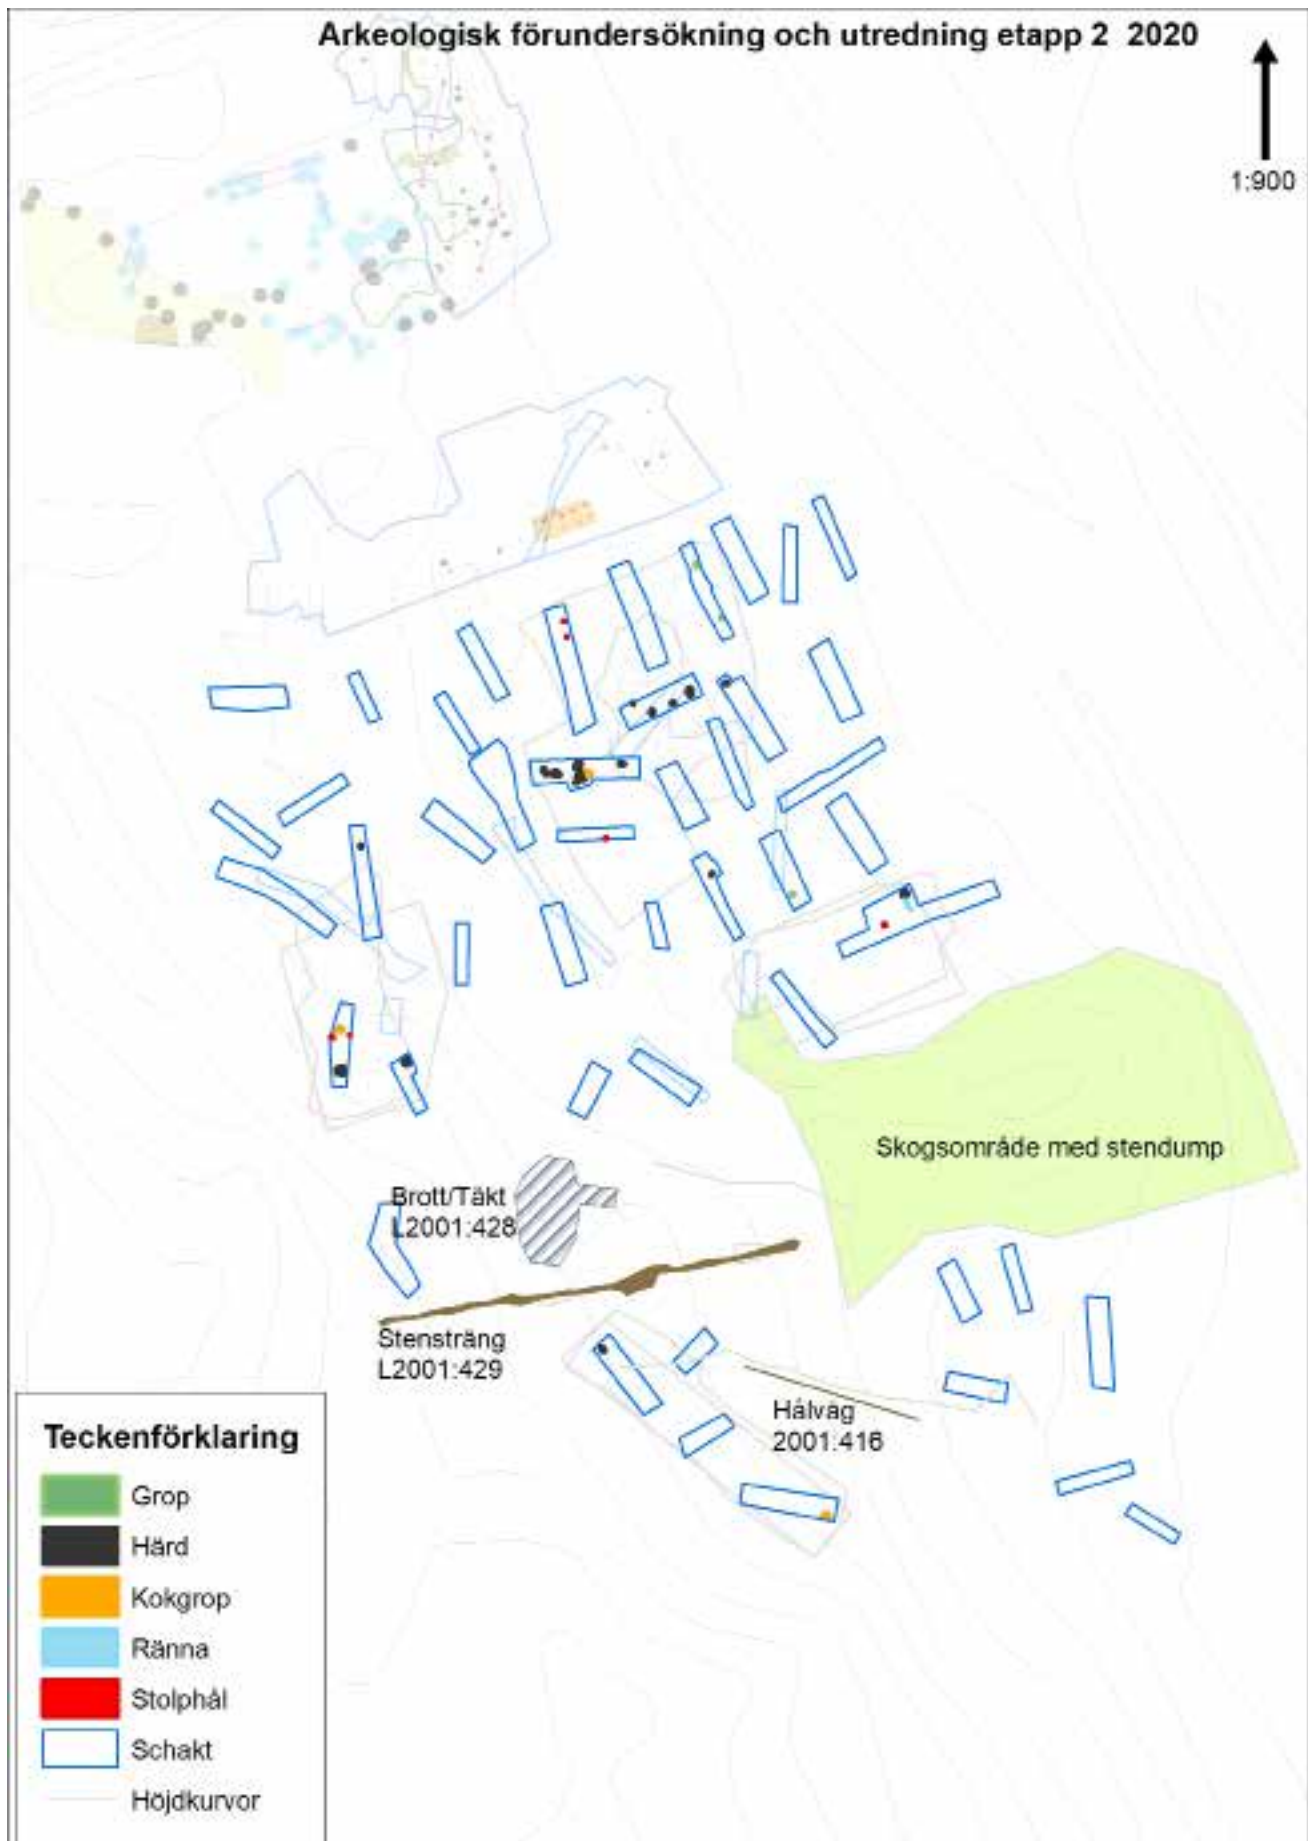 Arkeologisk förundersökning och utredning etapp 2 2020
1:900
Skogsområde med stendump
Brott/Täkt
L2001:428
Stensträng
L2001:429
Hålväg
2001:416
Teckenförklaring
Grop
Härd
Kokgrop
Ränna
Stolphål
Schakt
Höjdkurvor